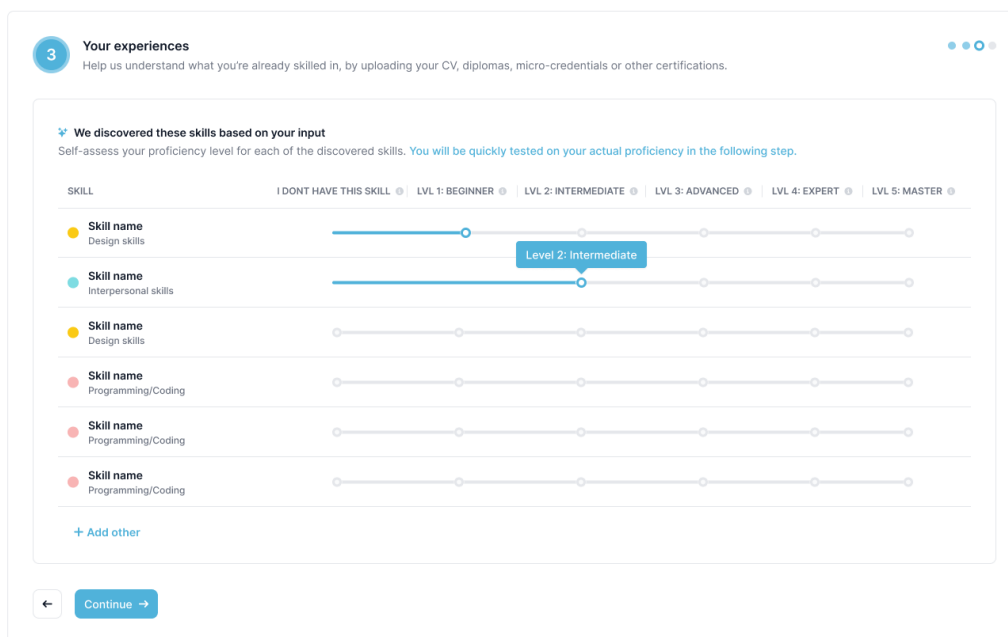 3
Your experiences
Help us understand what you're already skilled in, by uploading your CV, diplomas, micro-credentials or other certifications.
We discovered these skills based on your input
Self-assess your proficiency level for each of the discovered skills. You will be quickly tested on your actual proficiency in the following step.
SKILL I DONT HAVE THIS SKILL LVL 1: BEGINNER LVL 2: INTERMEDIATE LVL 3: ADVANCED LVL 4: EXPERT LVL 5: MASTER
Skill name
Design skills
Level 2: Intermediate
Skill name
Interpersonal skills
Skill name
Design skills
Skill name
Programming/Coding
Skill name
Programming/Coding
Skill name
Programming/Coding
+ Add other
← Continue →